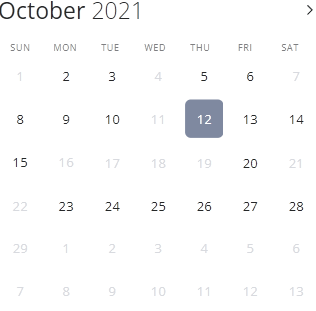 October 2021 >
SUN MON TUE WED THU FRI SAT
1 2 3 4 5 6 7
8 9 10 11 12 13 14
15 16 17 18 19 20 21
22 23 24 25 26 27 28
29 1 2 3 4 5 6
7 8 9 10 11 12 13